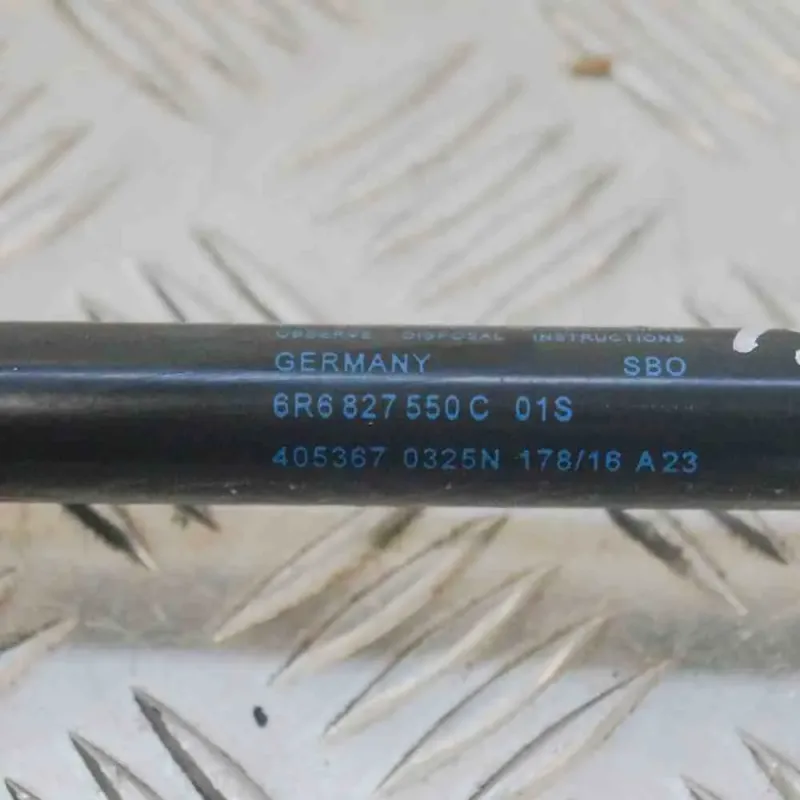 OBSERVE DISPOSAL INSTRUCTIONS
GERMANY SBO
6R6 827 550 C 01S
405367 0325N 178/16 A23